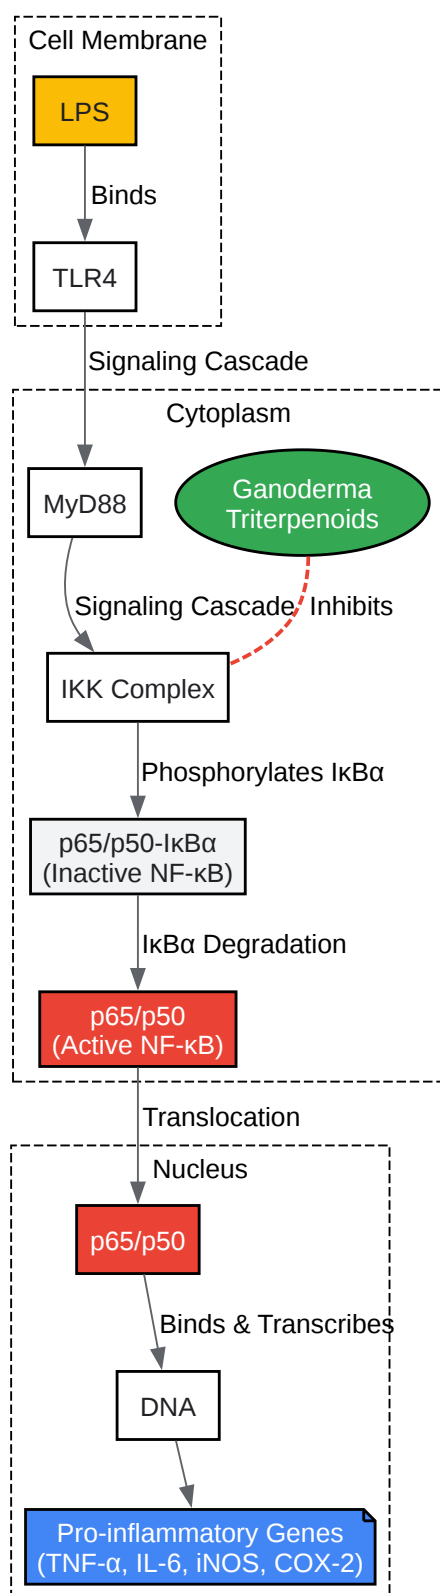 Cell Membrane
LPS
Binds
TLR4
Signaling Cascade
Cytoplasm
MyD88
Ganoderma
Triterpenoids
Signaling Cascade
Inhibits
IKK Complex
Phosphorylates IκBα
p65/p50-IκBα
(Inactive NF-κB)
IκBα Degradation
p65/p50
(Active NF-κB)
Translocation
Nucleus
p65/p50
Binds & Transcribes
DNA
Pro-inflammatory Genes
(TNF-α, IL-6, iNOS, COX-2)